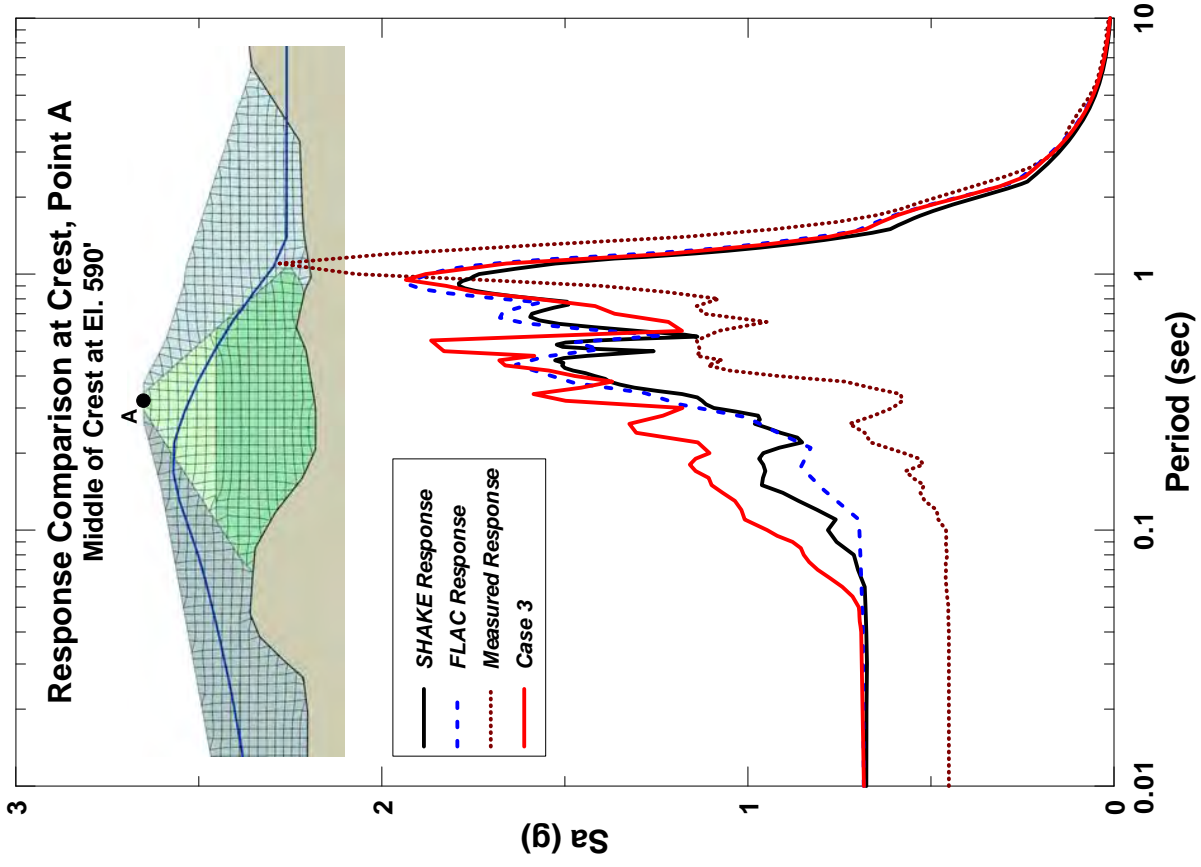 Response Comparison at Crest, Point A
Middle of Crest at El. 590'
A
SHAKE Response
FLAC Response
Measured Response
Case 3
3
2
1
0
Sa (g)
0.01
0.1
1
10
Period (sec)